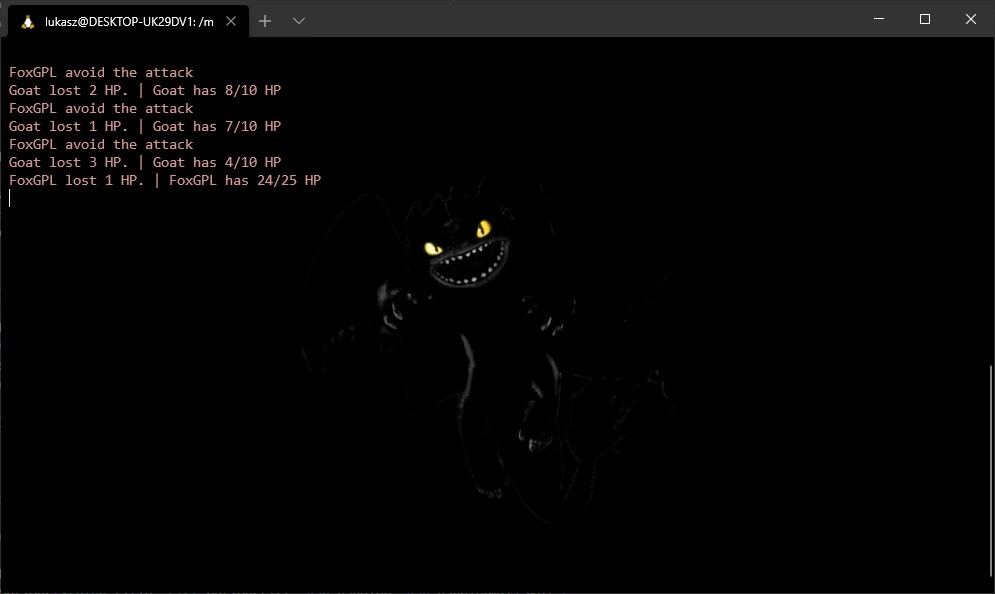 lukasz@DESKTOP-UK29DV1: /m
FoxGPL avoid the attack
Goat lost 2 HP. | Goat has 8/10 HP
FoxGPL avoid the attack
Goat lost 1 HP. | Goat has 7/10 HP
FoxGPL avoid the attack
Goat lost 3 HP. | Goat has 4/10 HP
FoxGPL lost 1 HP. | FoxGPL has 24/25 HP